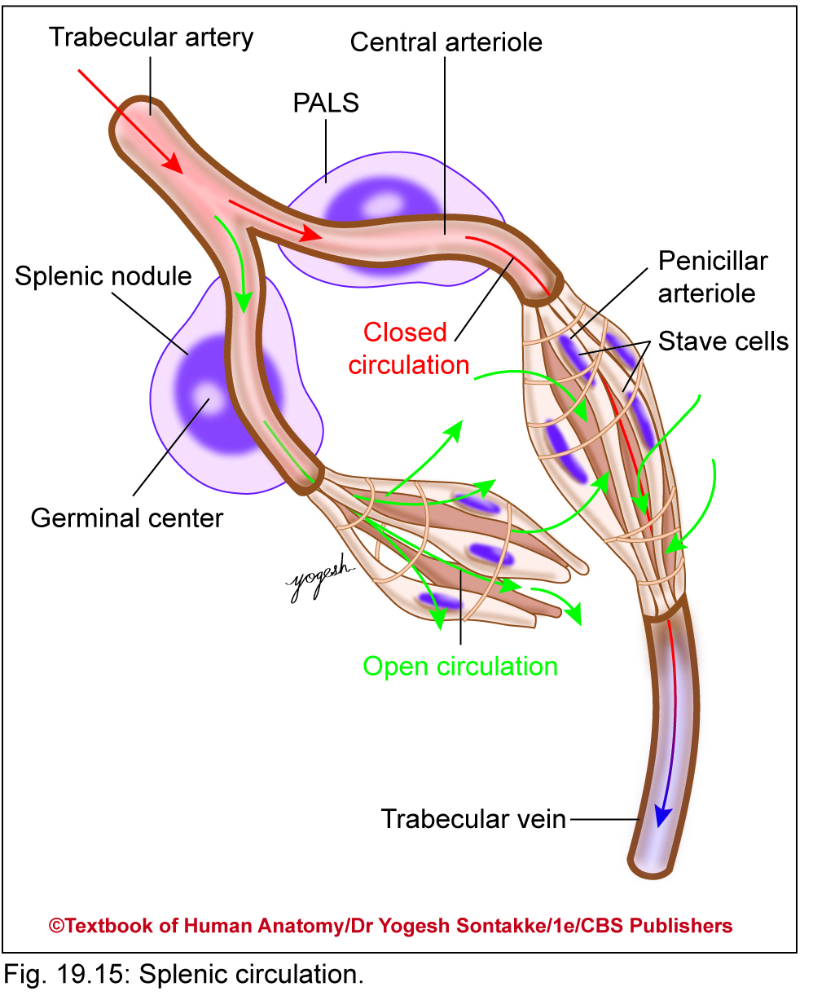 Trabecular artery
Central arteriole
PALS
Splenic nodule
Penicillar
arteriole
Stave cells
Closed
circulation
Germinal center
yogesh
Open circulation
Trabecular vein
©Textbook of Human Anatomy/Dr Yogesh Sontakke/1e/CBS Publishers
Fig. 19.15: Splenic circulation.